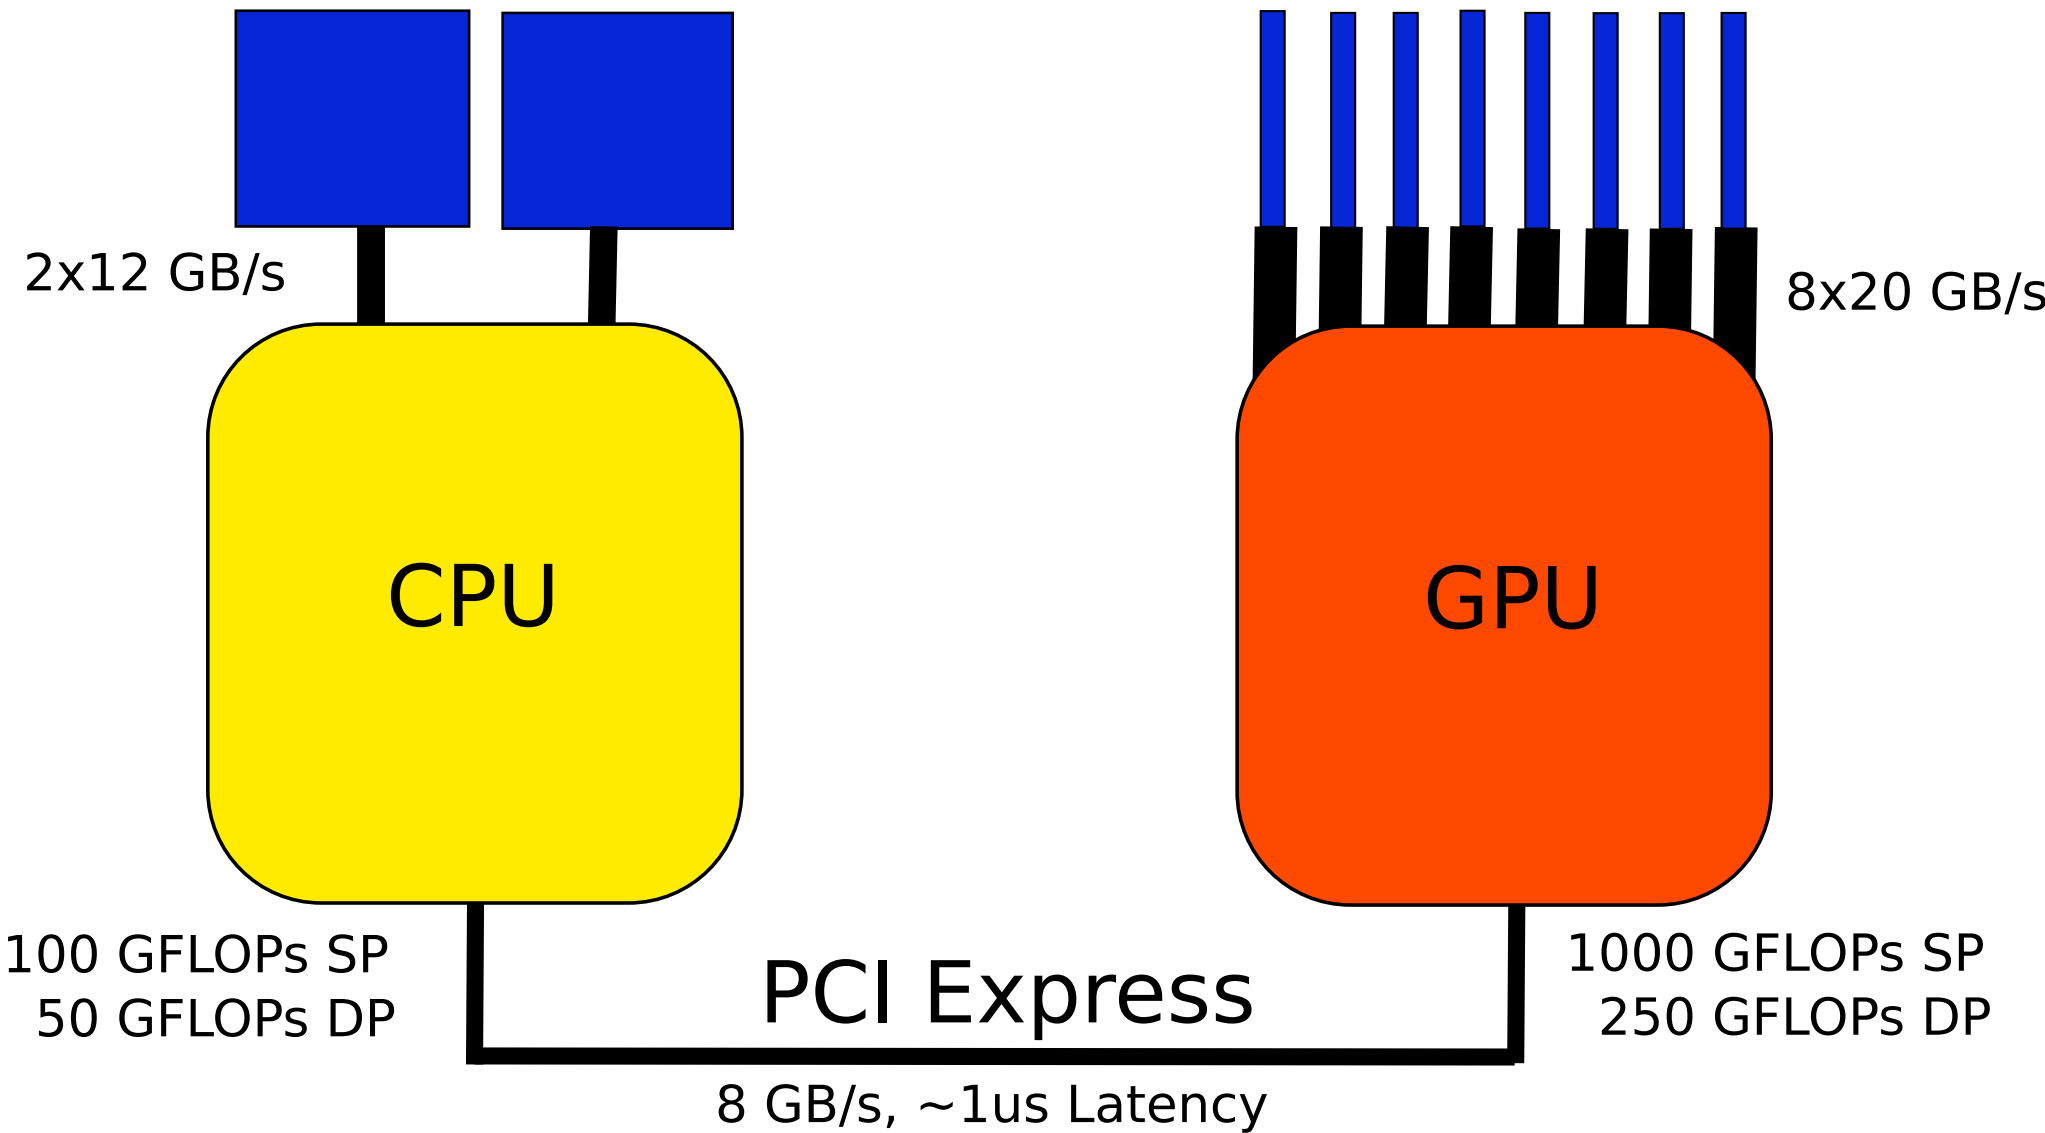 2x12 GB/s
8x20 GB/s
CPU
GPU
100 GFLOPs SP
50 GFLOPs DP
PCI Express
8 GB/s, ~1us Latency
1000 GFLOPs SP
250 GFLOPs DP